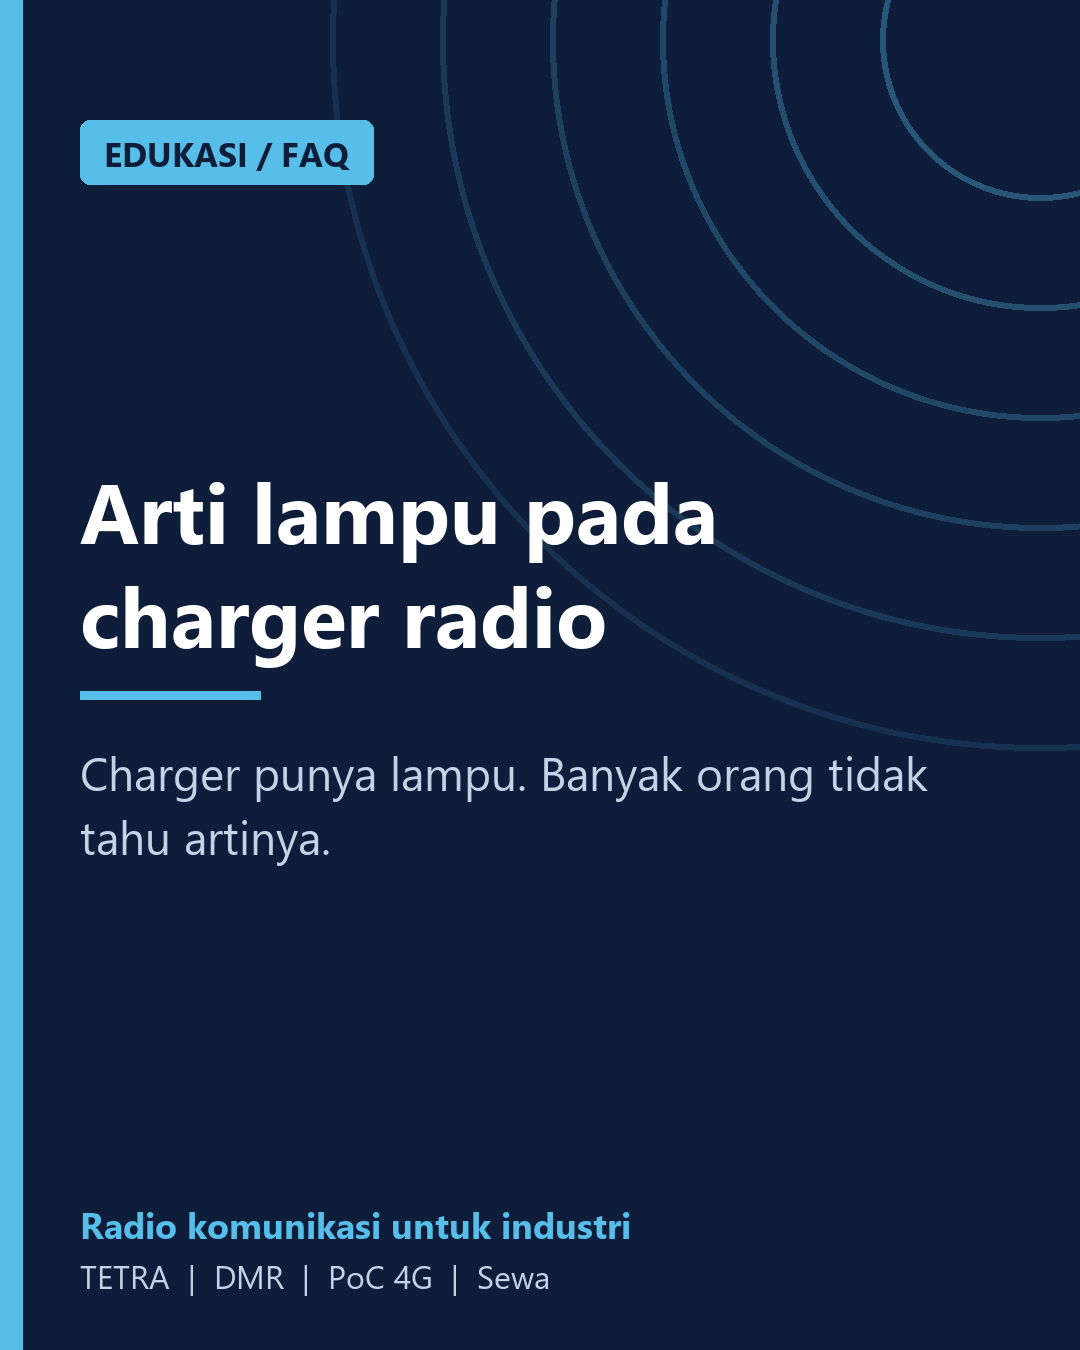 EDUKASI / FAQ
Arti lampu pada
charger radio
Charger punya lampu. Banyak orang tidak
tahu artinya.
Radio komunikasi untuk industri
TETRA | DMR | PoC 4G | Sewa